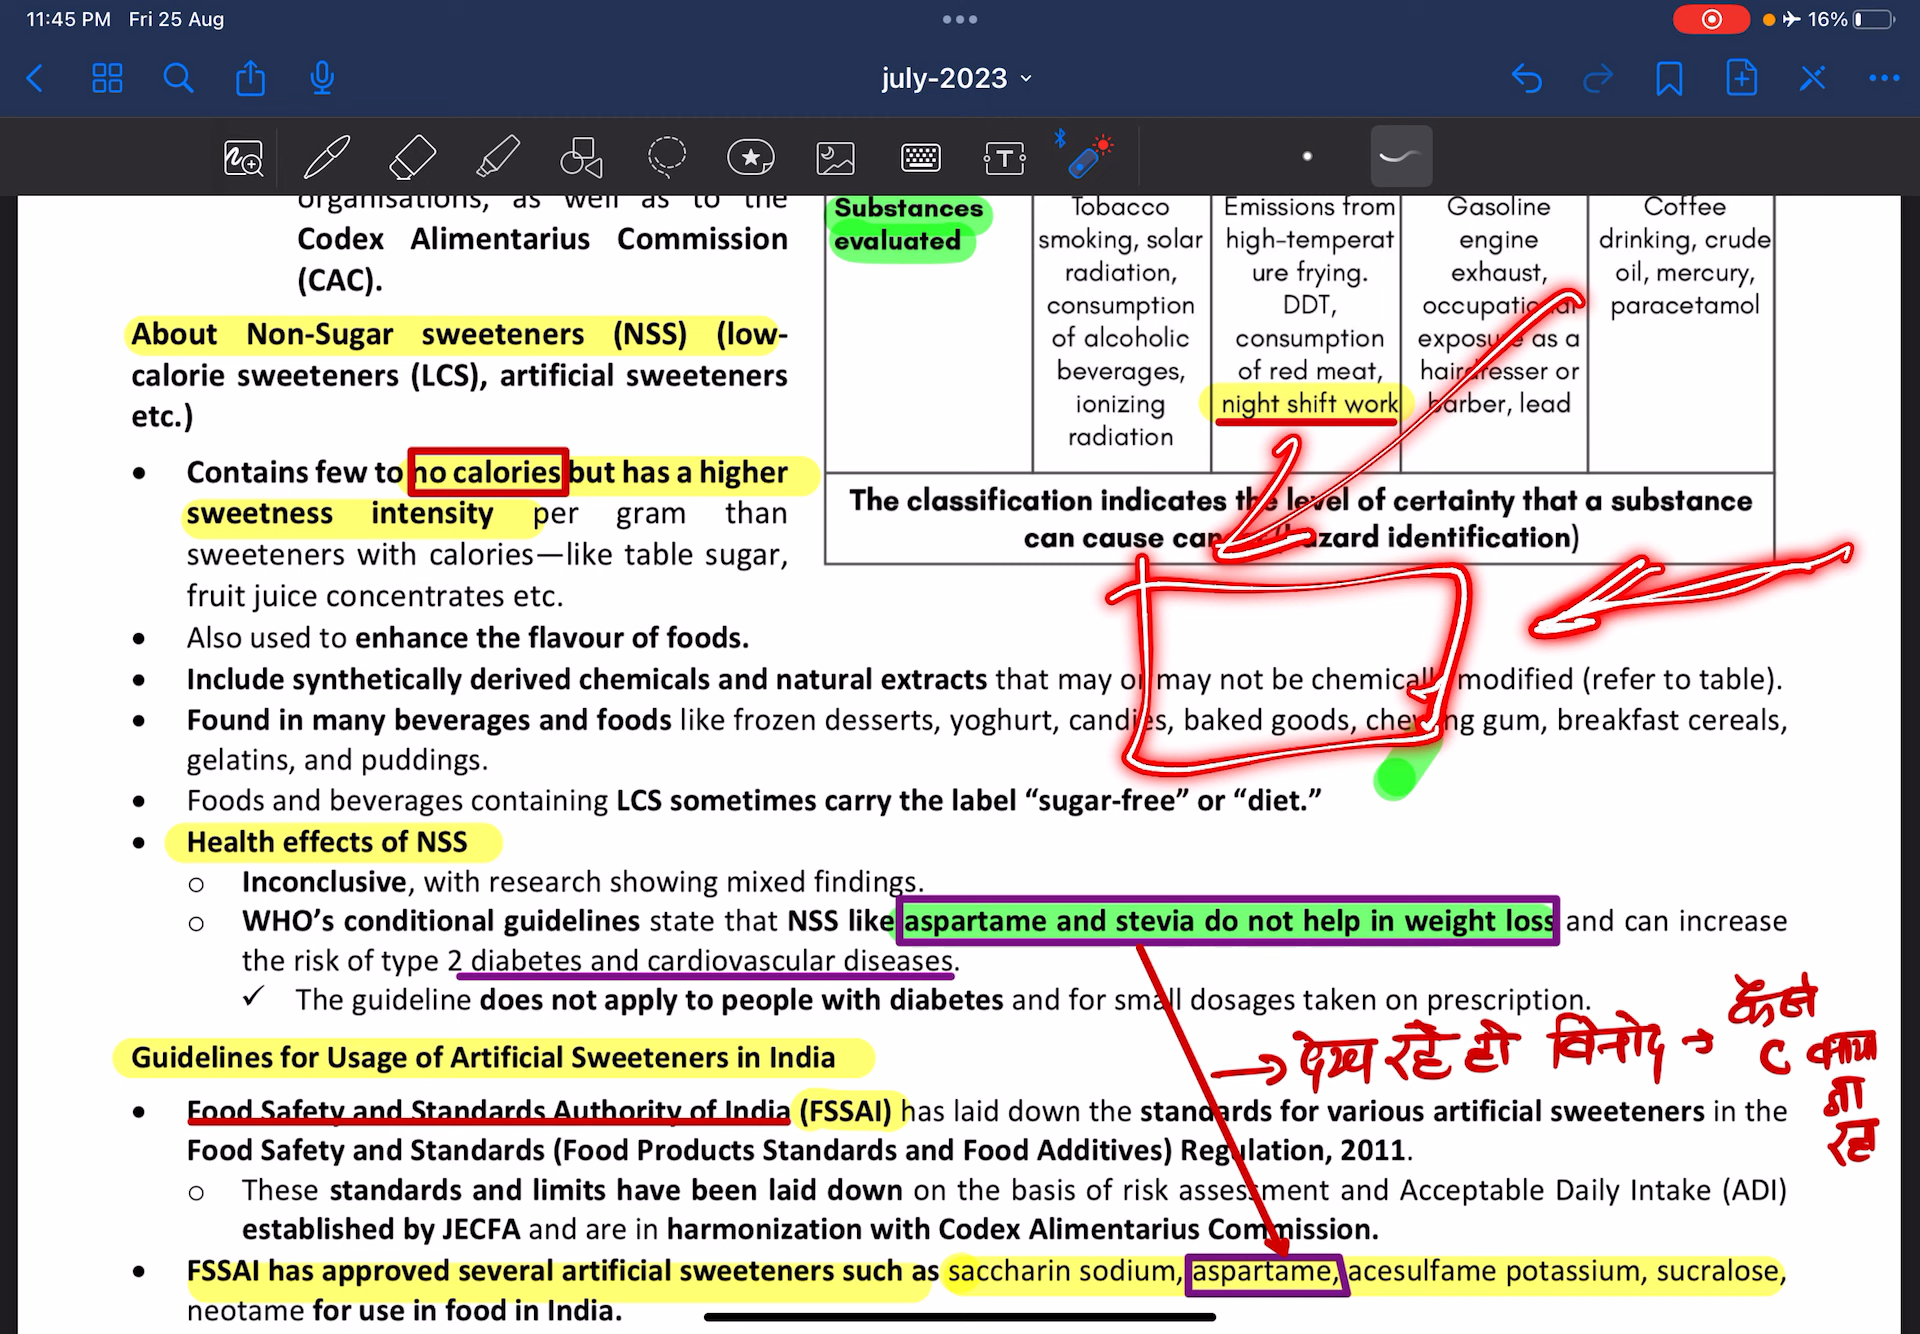 11:45 PM Fri 25 Aug
16%
july-2023
organisations, as well as to the
Codex Alimentarius Commission
(CAC).
About Non-Sugar sweeteners (NSS) (low-
calorie sweeteners (LCS), artificial sweeteners
etc.)
• Contains few to no calories but has a higher
sweetness intensity per gram than
sweeteners with calories—like table sugar,
fruit juice concentrates etc.
• Also used to enhance the flavour of foods.
Substances
evaluated
Tobacco
smoking, solar
radiation,
consumption
of alcoholic
beverages,
ionizing
radiation
Emissions from
high-temperat
ure frying.
DDT,
consumption
of red meat,
night shift work
Gasoline
engine
exhaust,
occupational
exposure as a
hairdresser or
barber, lead
Coffee
drinking, crude
oil, mercury,
paracetamol
The classification indicates the level of certainty that a substance
can cause cancer (hazard identification)
• Include synthetically derived chemicals and natural extracts that may or may not be chemically modified (refer to table).
• Found in many beverages and foods like frozen desserts, yoghurt, candies, baked goods, chewing gum, breakfast cereals,
gelatins, and puddings.
• Foods and beverages containing LCS sometimes carry the label “sugar-free” or “diet.”
• Health effects of NSS
o Inconclusive, with research showing mixed findings.
o WHO’s conditional guidelines state that NSS like aspartame and stevia do not help in weight loss and can increase
the risk of type 2 diabetes and cardiovascular diseases.
✓ The guideline does not apply to people with diabetes and for small dosages taken on prescription.
→ देख रहे हो विनोद →
Guidelines for Usage of Artificial Sweeteners in India
• Food Safety and Standards Authority of India (FSSAI) has laid down the standards for various artificial sweeteners in the
Food Safety and Standards (Food Products Standards and Food Additives) Regulation, 2011.
o These standards and limits have been laid down on the basis of risk assessment and Acceptable Daily Intake (ADI)
established by JECFA and are in harmonization with Codex Alimentarius Commission.
• FSSAI has approved several artificial sweeteners such as saccharin sodium, aspartame, acesulfame potassium, sucralose,
neotame for use in food in India.